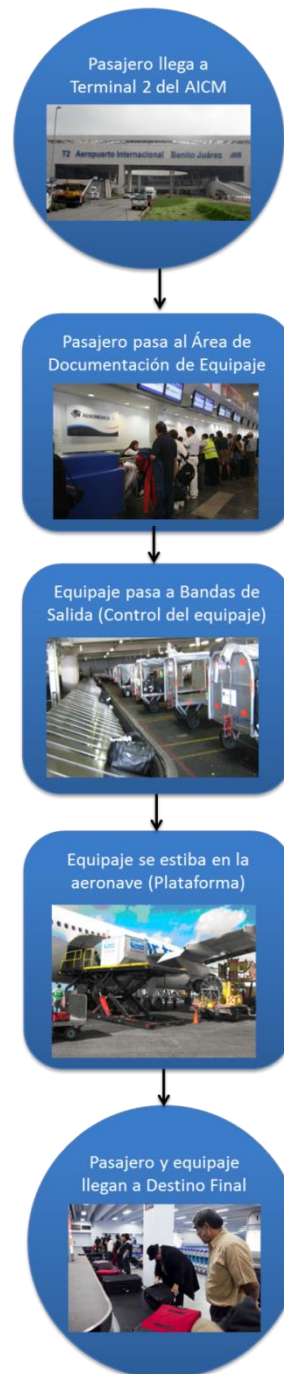 Pasajero llega a
Terminal 2 del AICM
T2 Aeropuerto Internacional Benito Juárez
Pasajero pasa al Área de
Documentación de Equipaje
AEROMEXICO
Equipaje pasa a Bandas de
Salida (Control del equipaje)
Equipaje se estiba en la
aeronave (Plataforma)
Pasajero y equipaje
llegan a Destino Final